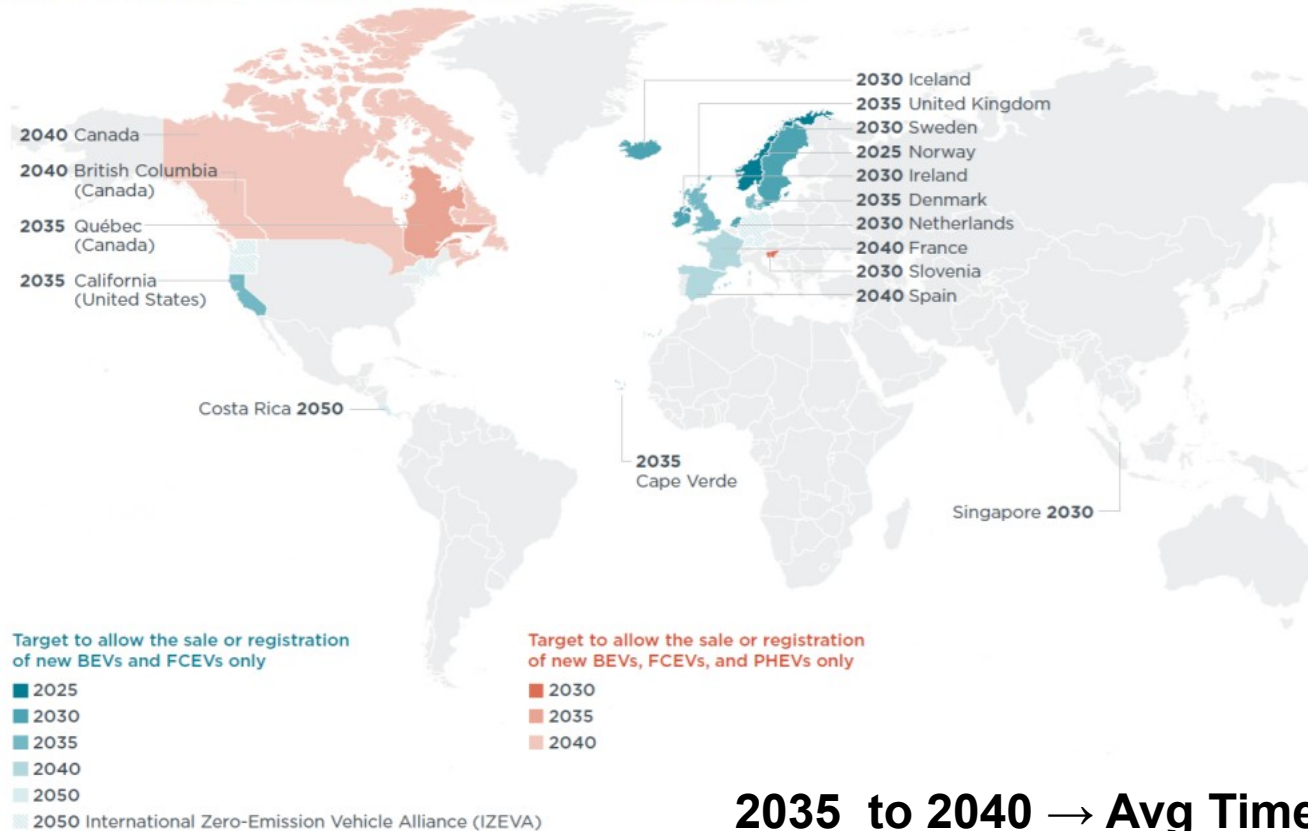 2040 Canada
2040 British Columbia
(Canada)
2035 Québec
(Canada)
2035 California
(United States)
Costa Rica 2050
2030 Iceland
2035 United Kingdom
2030 Sweden
2025 Norway
2030 Ireland
2035 Denmark
2030 Netherlands
2040 France
2030 Slovenia
2040 Spain
2035
Cape Verde
Singapore 2030
Target to allow the sale or registration
of new BEVs and FCEVs only
2025
2030
2035
2040
2050
2050 International Zero-Emission Vehicle Alliance (IZEVA)
Target to allow the sale or registration
of new BEVs, FCEVs, and PHEVs only
2030
2035
2040
2035 to 2040 → Avg Time